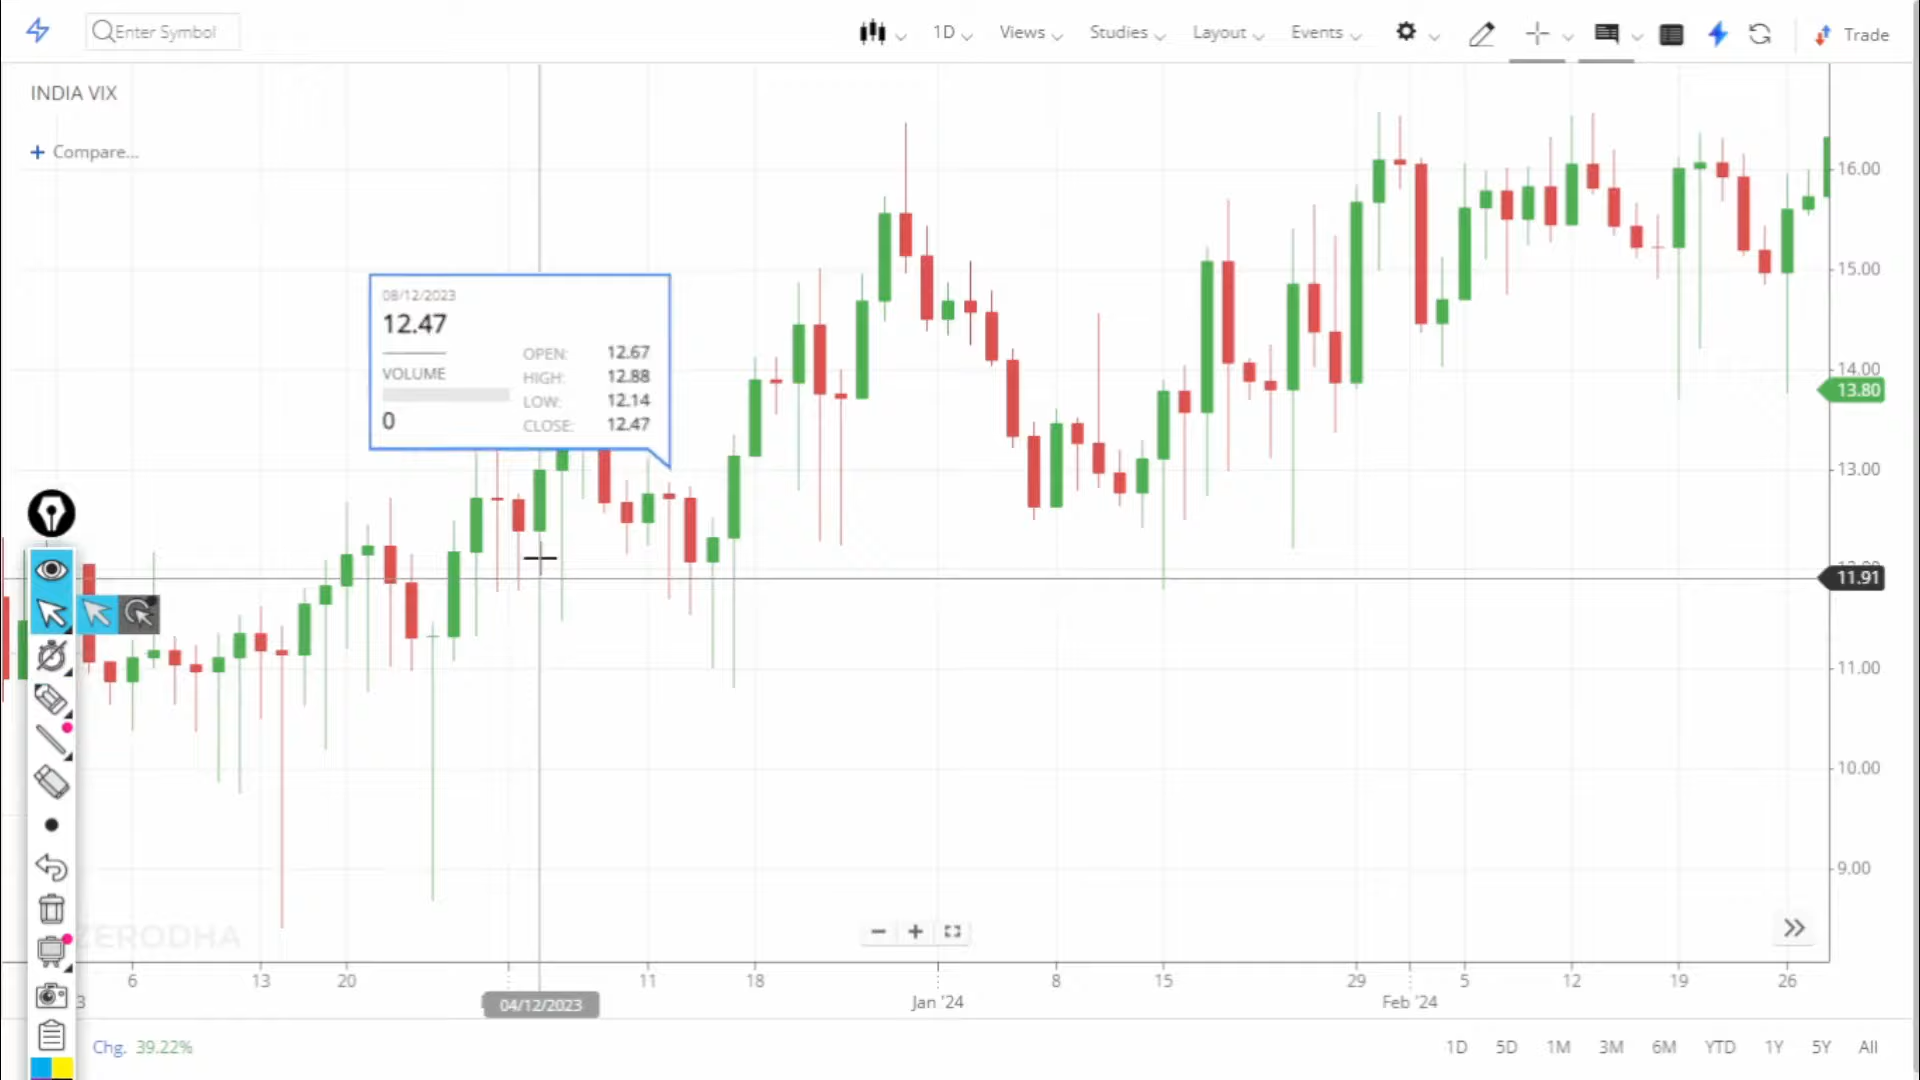 Enter Symbol
1D
Views
Studies
Layout
Events
Trade
INDIA VIX
+ Compare...
16.00
15.00
14.00
13.80
13.00
11.91
11.00
10.00
9.00
08/12/2023
12.47
VOLUME
0
OPEN: 12.67
HIGH: 12.88
LOW: 12.14
CLOSE: 12.47
ZERODHA
6
13
20
11
18
8
15
29
5
12
19
26
3
04/12/2023
Jan '24
Feb '24
Chg. 39.22%
1D
5D
1M
3M
6M
YTD
1Y
5Y
All